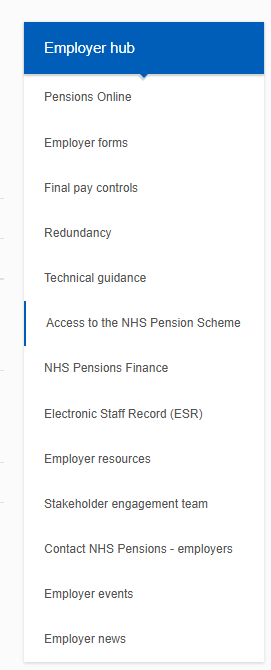 Employer hub
Pensions Online
Employer forms
Final pay controls
Redundancy
Technical guidance
Access to the NHS Pension Scheme
NHS Pensions Finance
Electronic Staff Record (ESR)
Employer resources
Stakeholder engagement team
Contact NHS Pensions - employers
Employer events
Employer news